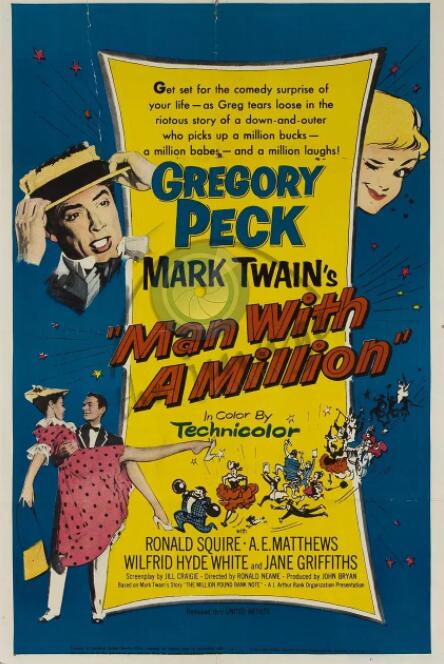 Get set for the comedy surprise of
your life—as Greg tears loose in the
riotous story of a down-and-outer
who picks up a million bucks—
a million babes—and a million laughs!
GREGORY
PECK
MARK TWAIN'S
"Man With
A Million"
In Color By
Technicolor
with
RONALD SQUIRE · A.E. MATTHEWS
WILFRID HYDE WHITE and JANE GRIFFITHS
Screenplay by JILL CRAIGIE · Directed by RONALD NEAME · Produced by JOHN BRYAN
Based on Mark Twain's Story "THE MILLION POUND BANK NOTE" · A J. Arthur Rank Organization Presentation
Released thru UNITED ARTISTS